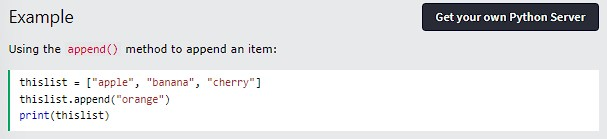 Example
Get your own Python Server
Using the append() method to append an item:
thislist = ["apple", "banana", "cherry"]
thislist.append("orange")
print(thislist)